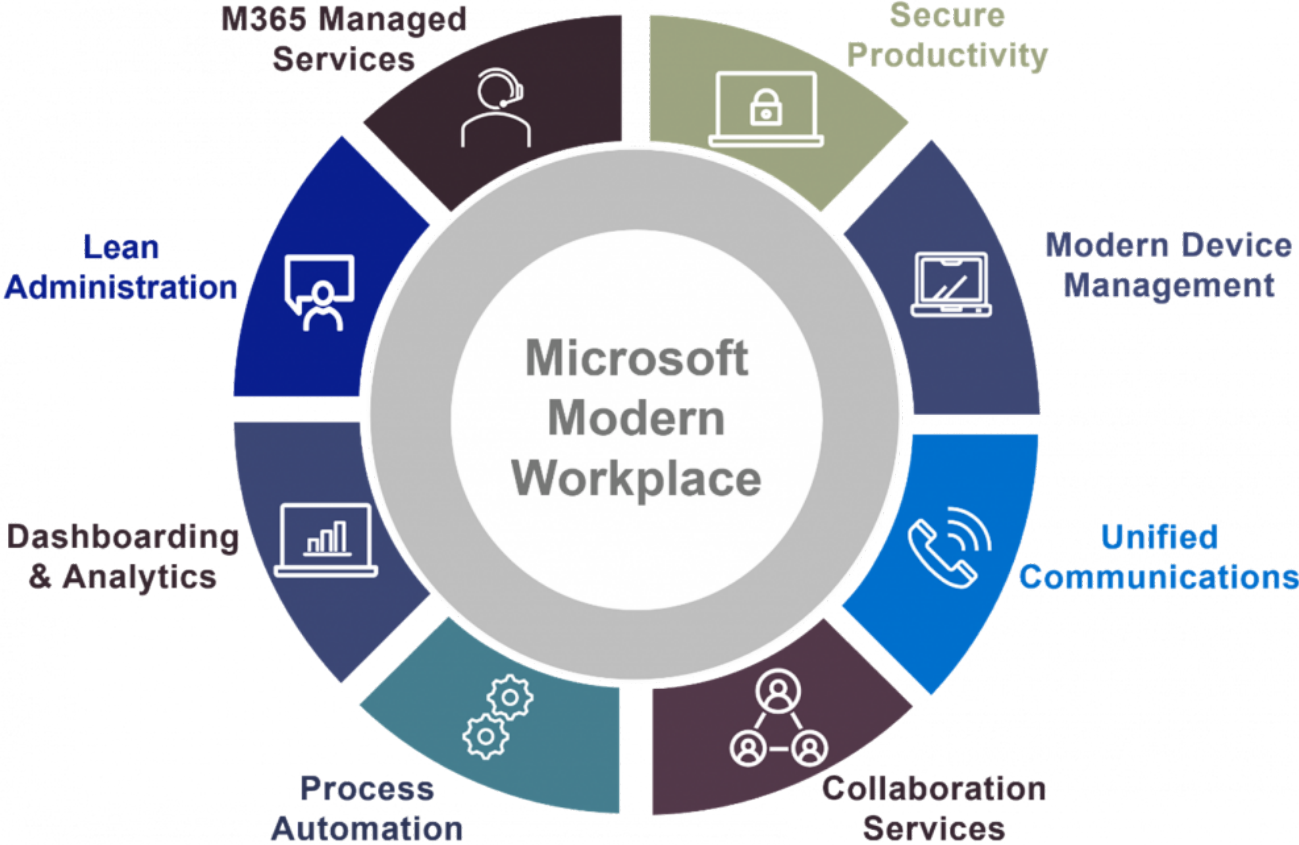 M365 Managed
Services
Secure
Productivity
Modern Device
Management
Unified
Communications
Collaboration
Services
Process
Automation
Dashboarding
& Analytics
Lean
Administration
Microsoft
Modern
Workplace